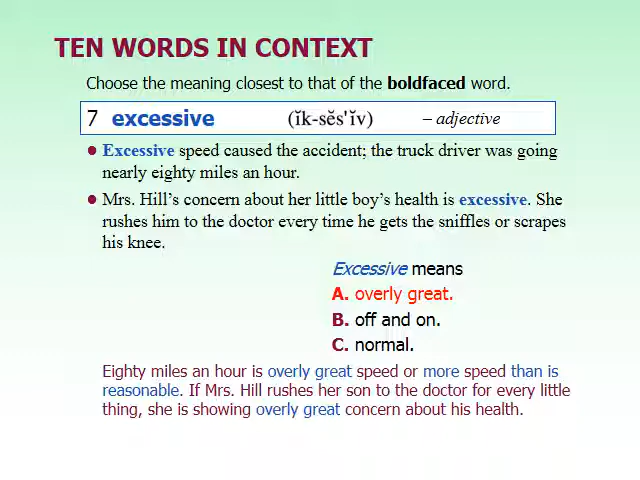 TEN WORDS IN CONTEXT
Choose the meaning closest to that of the boldfaced word.
7 excessive (ĭk-sĕs'ĭv) – adjective
Excessive speed caused the accident; the truck driver was going
nearly eighty miles an hour.
Mrs. Hill's concern about her little boy's health is excessive. She
rushes him to the doctor every time he gets the sniffles or scrapes
his knee.
Excessive means
A. overly great.
B. off and on.
C. normal.
Eighty miles an hour is overly great speed or more speed than is
reasonable. If Mrs. Hill rushes her son to the doctor for every little
thing, she is showing overly great concern about his health.